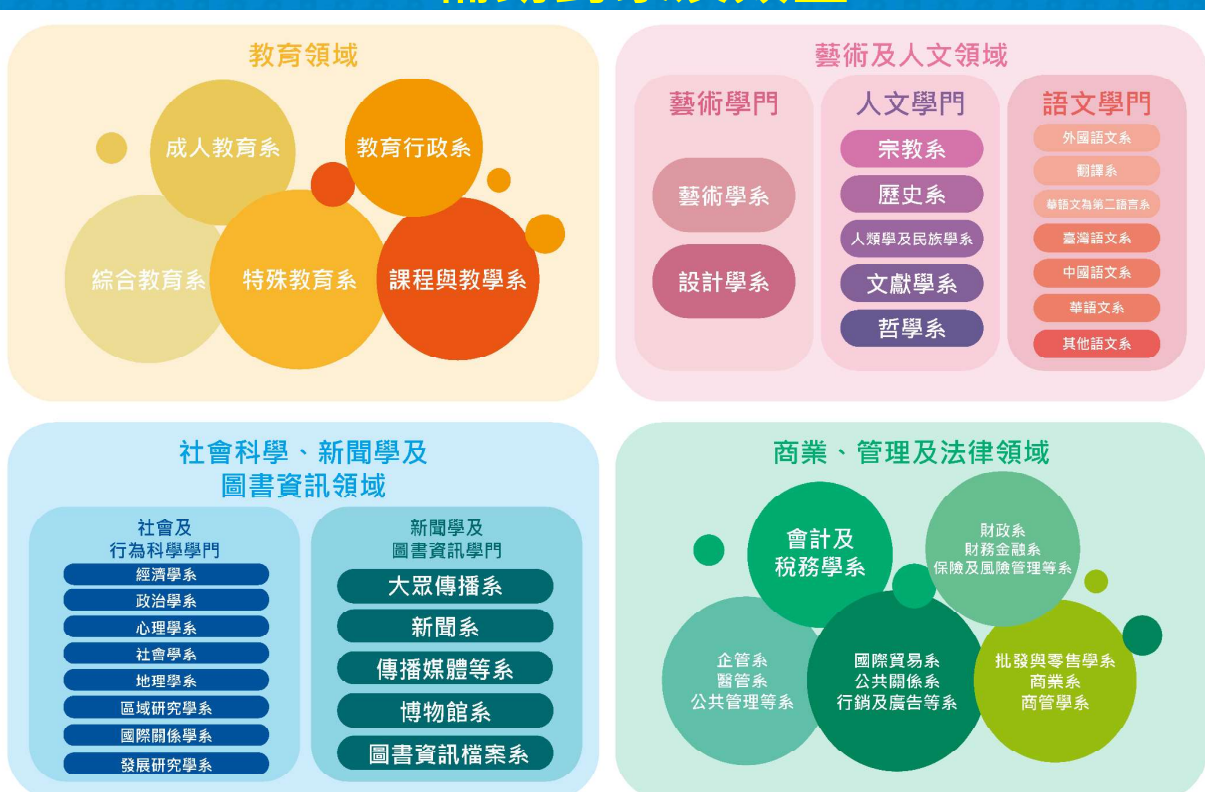 教育領域
成人教育系
教育行政系
綜合教育系
特殊教育系
課程與教學系
藝術及人文領域
藝術學門
藝術學系
設計學系
人文學門
宗教系
歷史系
人類學及民族學系
文獻學系
哲學系
語文學門
外國語文系
翻譯系
華語文為第二語言系
臺灣語文系
中國語文系
華語文系
其他語文系
社會科學、新聞學及
圖書資訊領域
社會及
行為科學學門
經濟學系
政治學系
心理學系
社會學系
地理學系
區域研究學系
國際關係學系
發展研究學系
新聞學及
圖書資訊學門
大眾傳播系
新聞系
傳播媒體等系
博物館系
圖書資訊檔案系
商業、管理及法律領域
會計及
稅務學系
財政系
財務金融系
保險及風險管理等系
企管系
醫管系
公共管理等系
國際貿易系
公共關係系
行銷及廣告等系
批發與零售學系
商業系
商管學系